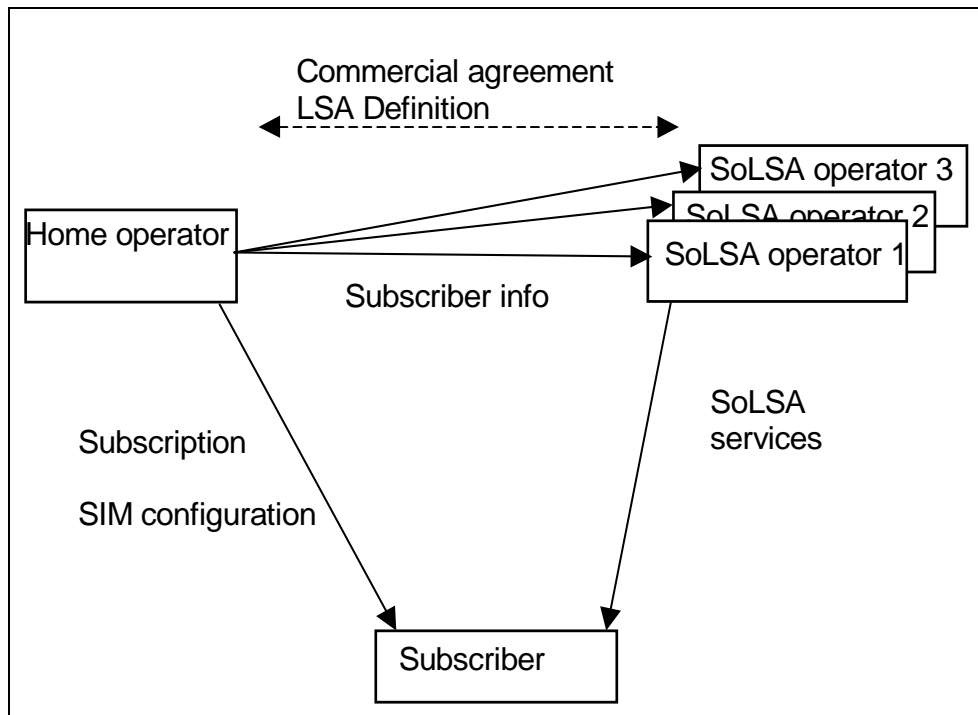 Commercial agreement
LSA Definition
SoLSA operator 3
SoLSA operator 2
Home operator
SoLSA operator 1
Subscriber info
SoLSA
services
Subscription
SIM configuration
Subscriber